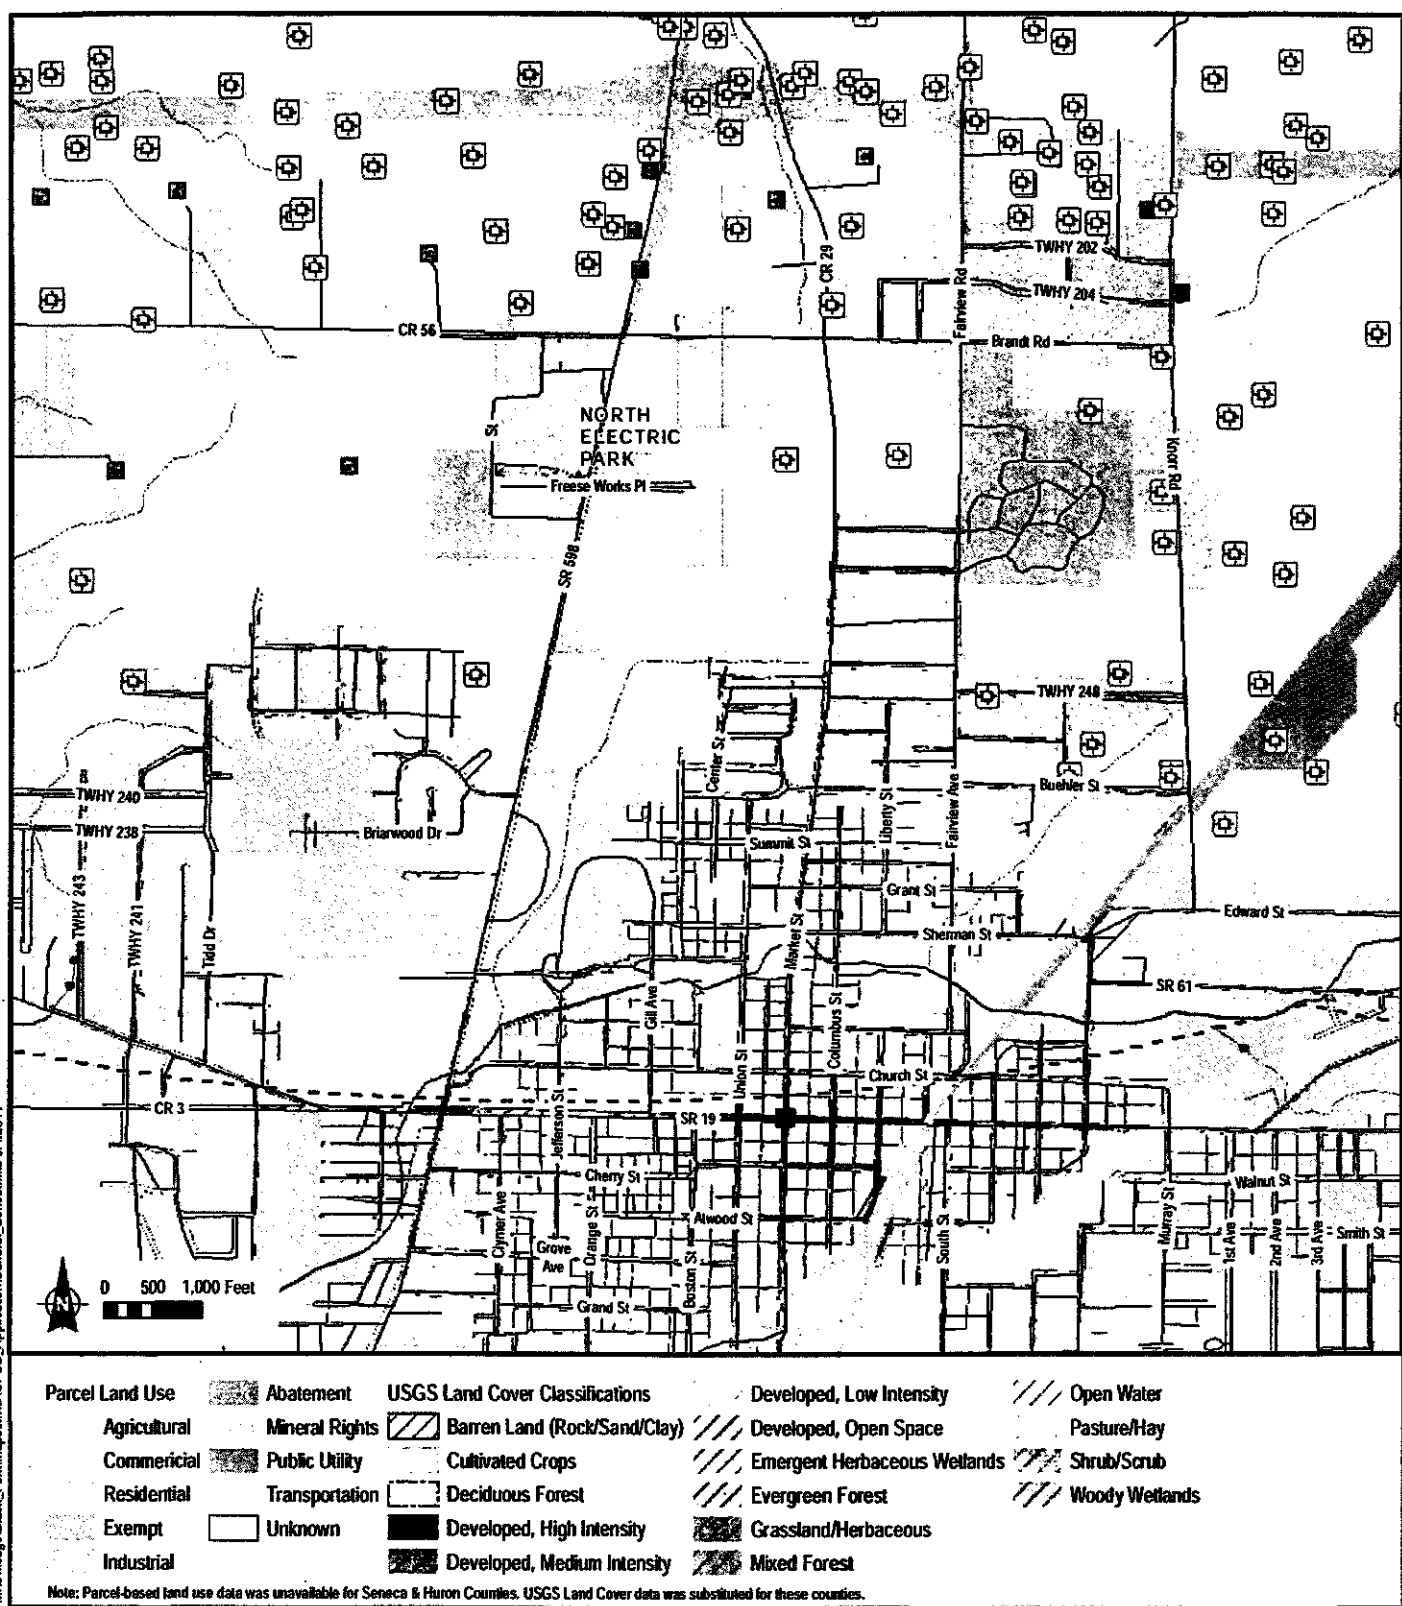 TWHY 202
CR 29
Fairview Rd
TWHY 204
CR 56
Brandt Rd
NORTH
ELECTRIC
PARK
St
Knorr Rd
Freese Works Pl
SR 598
TWHY 248
Center St
Liberty St
Fairview Ave
Buehler St
TWHY 240
TWHY 238
Briarwood Dr
Summit St
Grant St
TWHY 243
TWHY 241
Tidd Dr
Market St
Sherman St
Edward St
SR 61
Gill Ave
Columbus St
Union St
Church St
CR 3
Jefferson St
SR 19
Cherry St
Walnut St
Clymer Ave
Orange St
Atwood St
South St
Murray St
1st Ave
2nd Ave
3rd Ave
Smith St
Grove
Ave
Boston St
Grand St
N
0 500 1,000 Feet
Parcel Land Use
Agricultural
Commericial
Residential
Exempt
Industrial
Abatement
Mineral Rights
Public Utility
Transportation
Unknown
USGS Land Cover Classifications
Barren Land (Rock/Sand/Clay)
Cultivated Crops
Deciduous Forest
Developed, High Intensity
Developed, Medium Intensity
Developed, Low Intensity
Developed, Open Space
Emergent Herbaceous Wetlands
Evergreen Forest
Grassland/Herbaceous
Mixed Forest
Open Water
Pasture/Hay
Shrub/Scrub
Woody Wetlands
Note: Parcel-based land use data was unavailable for Seneca & Huron Counties. USGS Land Cover data was substituted for these counties.